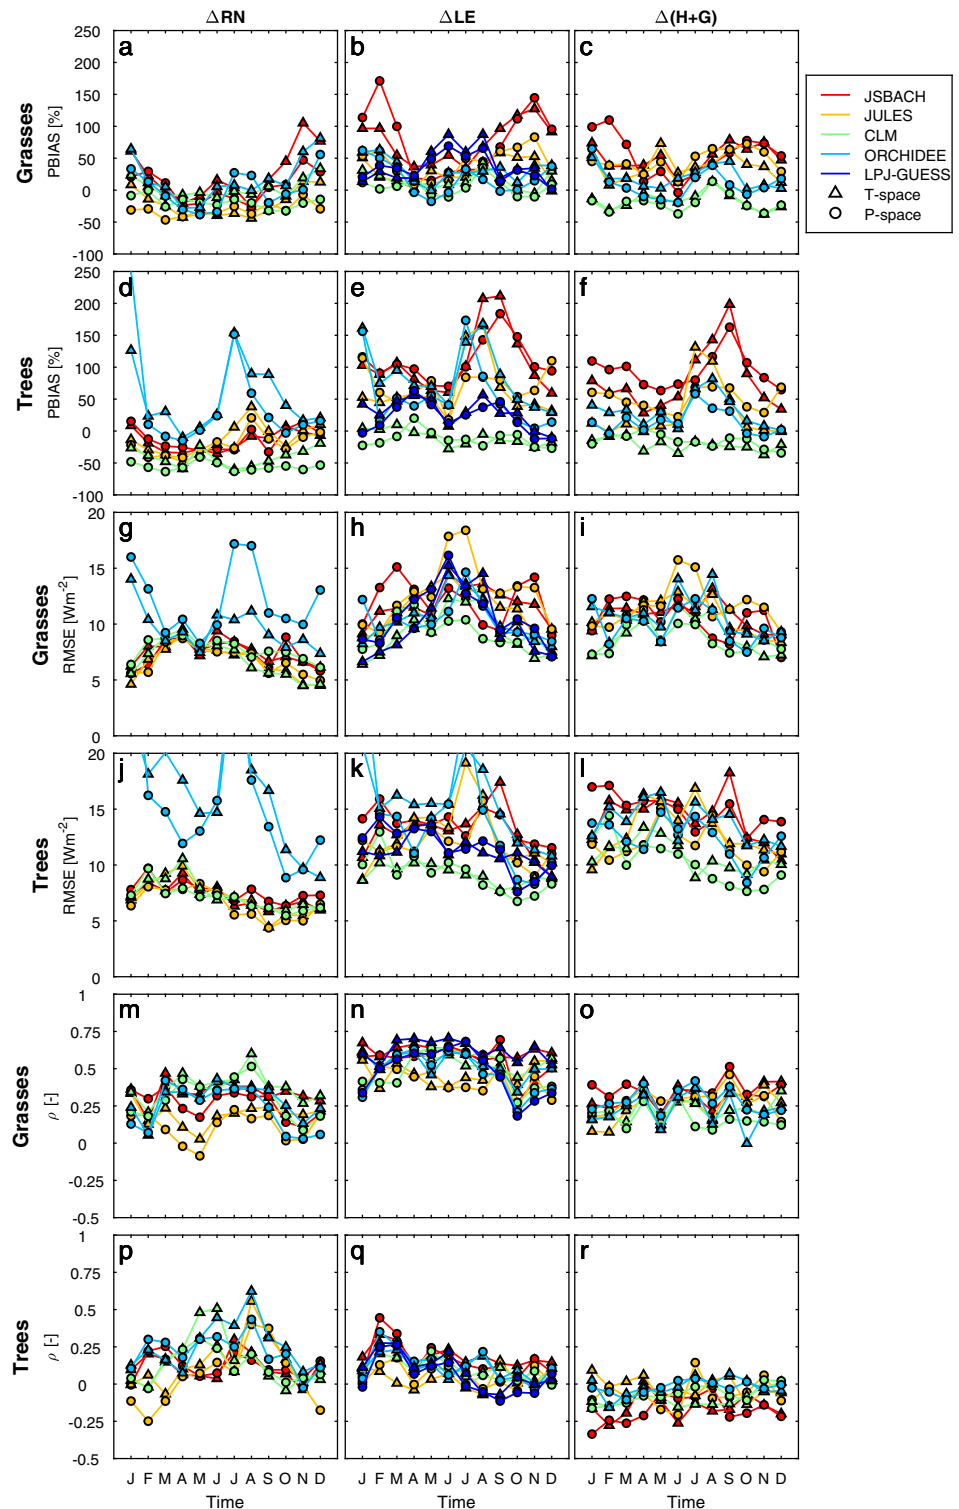 ΔRN ΔLE Δ(H+G)
Grasses
PBIAS [%]
250
200
150
100
50
0
-50
-100
a b c
JSBACH
JULES
CLM
ORCHIDEE
LPJ-GUESS
T-space
P-space
Trees
PBIAS [%]
250
200
150
100
50
0
-50
-100
d e f
Grasses
RMSE [Wm⁻²]
20
15
10
5
0
g h i
Trees
RMSE [Wm⁻²]
20
15
10
5
0
j k l
Grasses
ρ [-]
1
0.75
0.5
0.25
0
-0.25
-0.5
m n o
Trees
ρ [-]
1
0.75
0.5
0.25
0
-0.25
-0.5
p q r
J F M A M J J A S O N D J F M A M J J A S O N D J F M A M J J A S O N D
Time Time Time